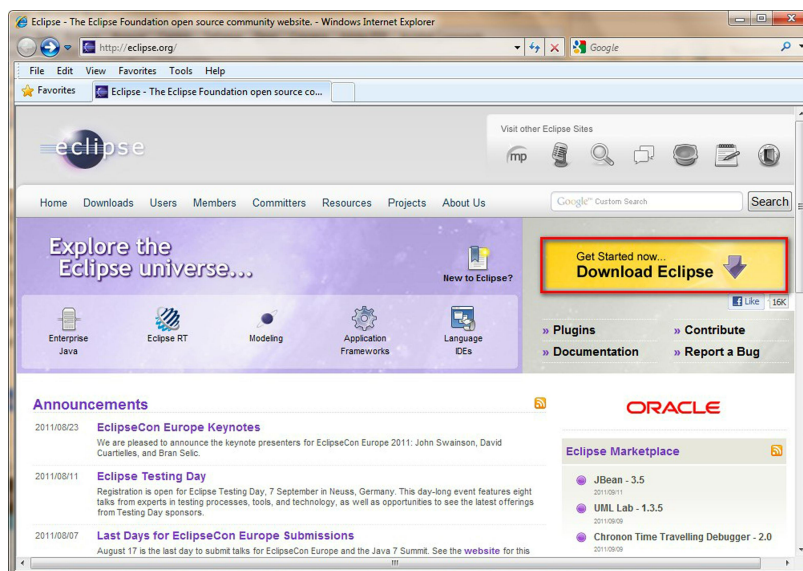 Eclipse - The Eclipse Foundation open source community website. - Windows Internet Explorer
http://eclipse.org/
Google
File Edit View Favorites Tools Help
Favorites
Eclipse - The Eclipse Foundation open source co...
eclipse
Visit other Eclipse Sites
mp
Home Downloads Users Members Committers Resources Projects About Us
Google™ Custom Search
Search
Explore the
Eclipse universe...
New to Eclipse?
Get Started now...
Download Eclipse
Like 16K
Enterprise
Java
Eclipse RT
Modeling
Application
Frameworks
Language
IDEs
» Plugins
» Contribute
» Documentation
» Report a Bug
Announcements
2011/08/23 EclipseCon Europe Keynotes
We are pleased to announce the keynote presenters for EclipseCon Europe 2011: John Swainson, David
Cuartielles, and Bran Selic.
2011/08/11 Eclipse Testing Day
Registration is open for Eclipse Testing Day, 7 September in Neuss, Germany. This day-long event features eight
talks from experts in testing processes, tools, and technology, as well as opportunities to see the latest offerings
from Testing Day sponsors.
2011/08/07 Last Days for EclipseCon Europe Submissions
August 17 is the last day to submit talks for EclipseCon Europe and the Java 7 Summit. See the website for this
ORACLE
Eclipse Marketplace
JBean - 3.5
2011/09/11
UML Lab - 1.3.5
2011/09/09
Chronon Time Travelling Debugger - 2.0
2011/09/09